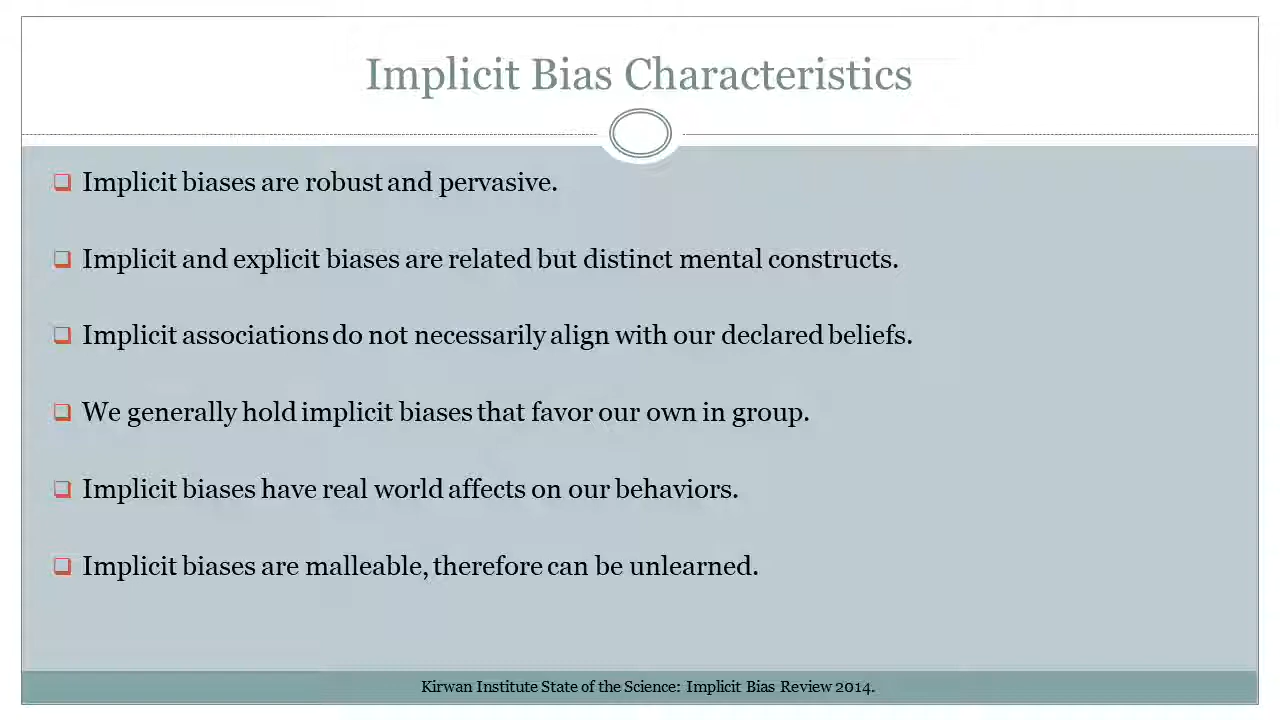 Implicit Bias Characteristics
Implicit biases are robust and pervasive.
Implicit and explicit biases are related but distinct mental constructs.
Implicit associations do not necessarily align with our declared beliefs.
We generally hold implicit biases that favor our own in group.
Implicit biases have real world affects on our behaviors.
Implicit biases are malleable, therefore can be unlearned.
Kirwan Institute State of the Science: Implicit Bias Review 2014.